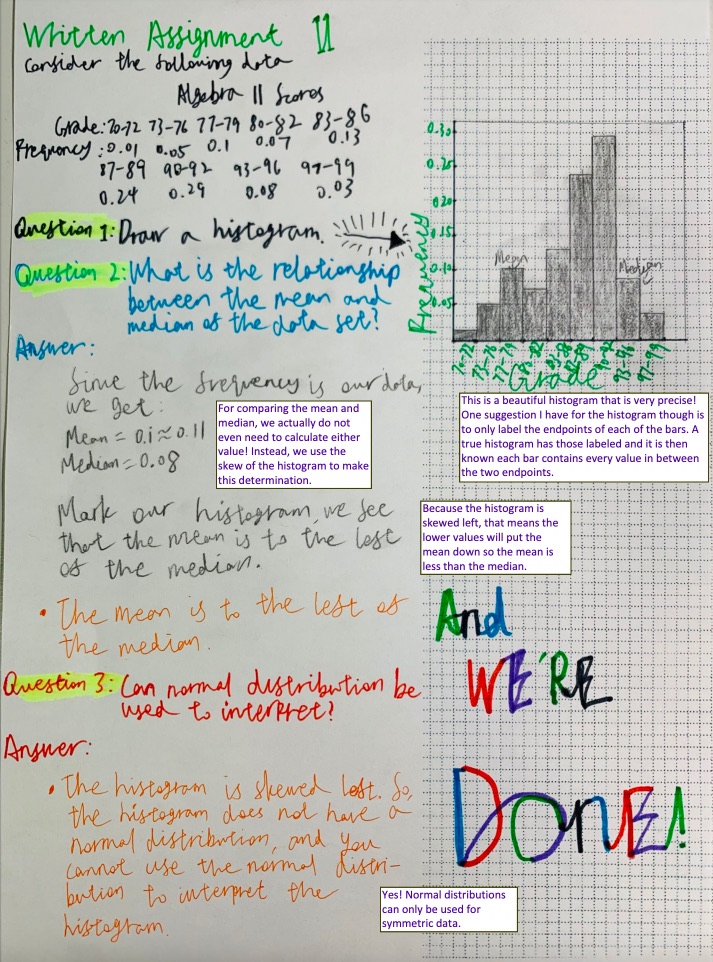 Written Assignment 11
Consider the following data
Algebra II Scores
Grade: 70-72 73-76 77-79 80-82 83-86
Frequency: 0.01 0.05 0.1 0.07 0.13
87-89 90-92 93-96 97-99
0.24 0.29 0.08 0.03
Question 1: Draw a histogram.
Question 2: What is the relationship
between the mean and
median of the data set?
Answer:
Since the frequency is our data,
we get:
Mean = 0.1̅ ≈ 0.11
Median = 0.08
For comparing the mean and
median, we actually do not
even need to calculate either
value! Instead, we use the
skew of the histogram to make
this determination.
Mark our histogram, we see
that the mean is to the left
of the median.
• The mean is to the left of
the median.
Question 3: Can normal distribution be
used to interpret?
Answer:
• The histogram is skewed left. So,
the histogram does not have a
normal distribution, and you
cannot use the normal distri-
bution to interpret the
histogram.
Frequency
0.30
0.25
0.20
0.15
0.10
0.05
Mean
Median
70-72
73-76
77-79
80-82
83-86
87-89
90-92
93-96
97-99
Grade
This is a beautiful histogram that is very precise!
One suggestion I have for the histogram though is
to only label the endpoints of each of the bars. A
true histogram has those labeled and it is then
known each bar contains every value in between
the two endpoints.
Because the histogram is
skewed left, that means the
lower values will put the
mean down so the mean is
less than the median.
And
WE'RE
DonE!
Yes! Normal distributions
can only be used for
symmetric data.